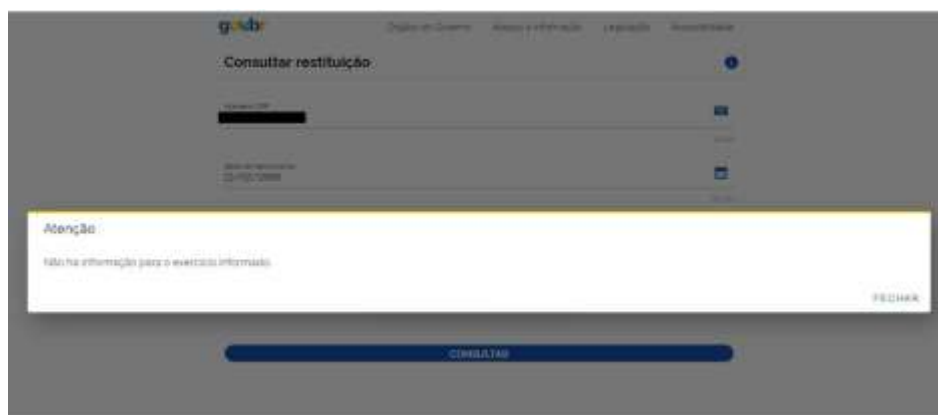 gov.br
Órgãos do Governo Acesso à Informação Legislação Acessibilidade
Consultar restituição
Atenção
Não há informação para o exercício informado.
FECHAR
CONSULTAR